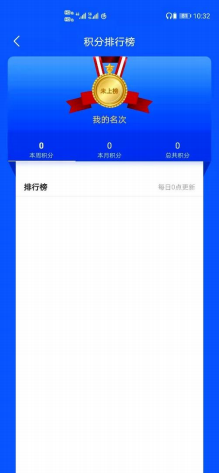 10:32
积分排行榜
未上榜
我的名次
0 0 0
本周积分 本月积分 总共积分
排行榜 每日0点更新